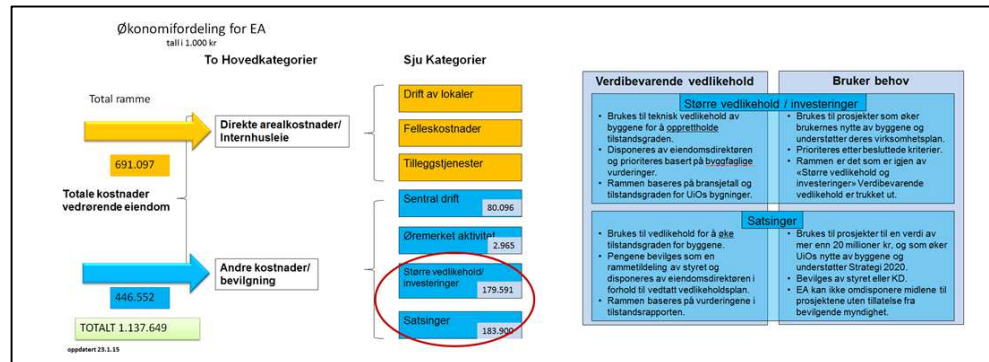 Økonomifordeling for EA
tall i 1.000 kr
To Hovedkategorier
Sju Kategorier
Total ramme
Direkte arealkostnader/
Internhusleie
691.097
Totale kostnader
vedrørende eiendom
Andre kostnader/
bevilgning
446.552
TOTALT 1.137.649
oppdatert 23.1.15
Drift av lokaler
Felleskostnader
Tilleggstjenester
Sentral drift
80.096
Øremerket aktivitet
2.965
Større vedlikehold/
investeringer
179.591
Satsinger
183.900
Verdibevarende vedlikehold
Bruker behov
Større vedlikehold / investeringer
• Brukes til teknisk vedlikehold av
byggene for å opprettholde
tilstandsgraden.
• Disponeres av eiendomsdirektøren
og prioriteres basert på byggfaglige
vurderinger.
• Rammen baseres på bransjetall og
tilstandsgraden for UiOs bygninger.
• Brukes til prosjekter som øker
brukernes nytte av byggene og
understøtter deres virksomhetsplan.
• Prioriteres etter besluttede kriterier.
• Rammen er det som er igjen av
«Større vedlikehold og
investeringer» Verdibevarende
vedlikehold er trukket ut.
Satsinger
• Brukes til vedlikehold for å øke
tilstandsgraden for byggene.
• Pengene bevilges som en
rammetildeling av styret og
disponeres av eiendomsdirektøren i
forhold til vedtatt vedlikeholdsplan.
• Rammen baseres på vurderingene i
tilstandsrapporten.
• Brukes til prosjekter til en verdi av
mer enn 20 millioner kr, og som øker
UiOs nytte av byggene og
understøtter Strategi 2020.
• Bevilges av styret eller KD.
• EA kan ikke omdisponere midlene til
prosjektene uten tillatelse fra
bevilgende myndighet.